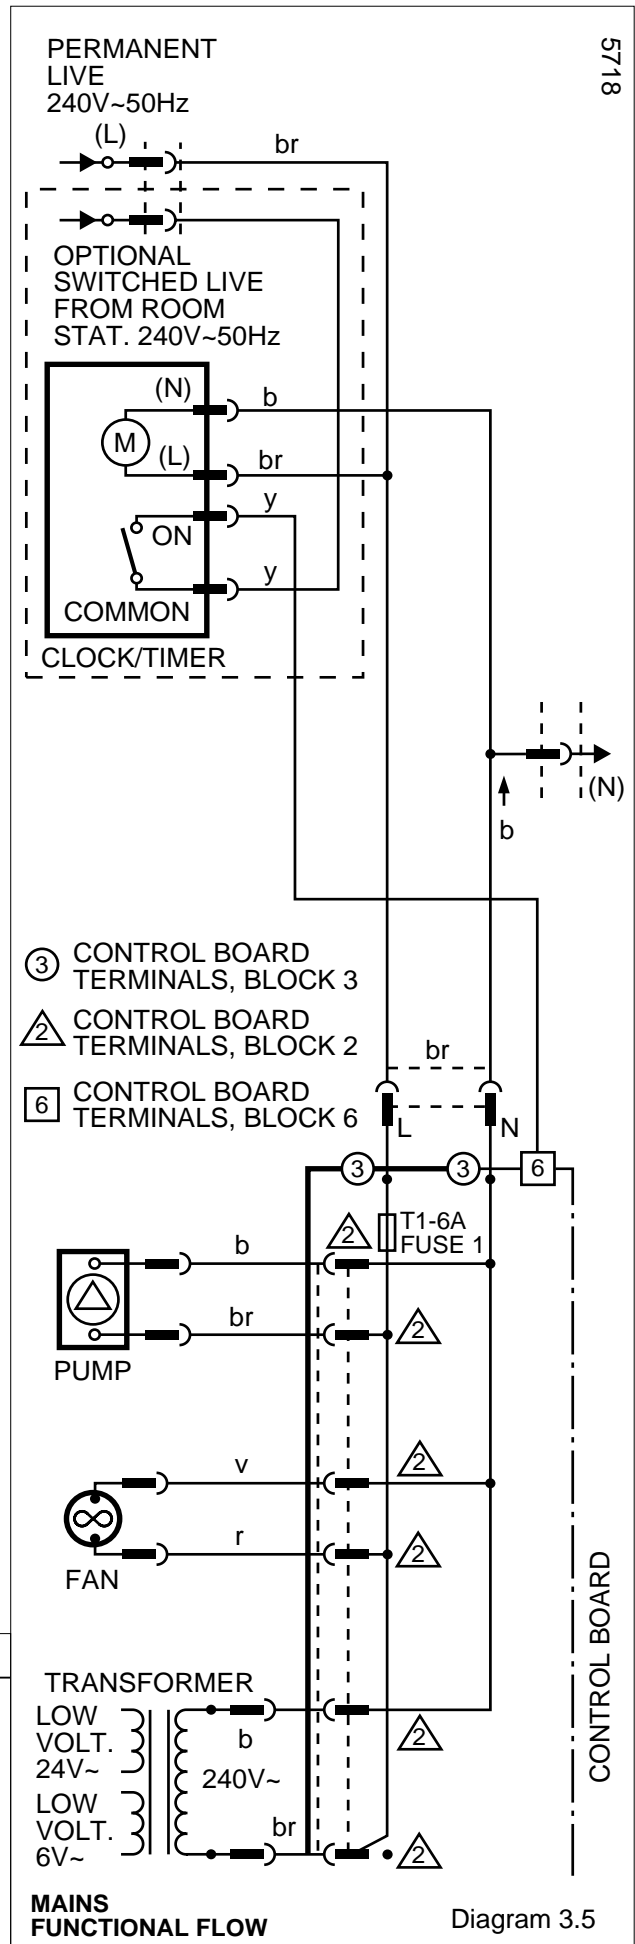 5718
PERMANENT
LIVE
240V~50Hz
(L)
br
OPTIONAL
SWITCHED LIVE
FROM ROOM
STAT. 240V~50Hz
(N)
b
M
(L)
br
y
ON
y
COMMON
CLOCK/TIMER
(N)
b
3 CONTROL BOARD
TERMINALS, BLOCK 3
2 CONTROL BOARD
TERMINALS, BLOCK 2
6 CONTROL BOARD
TERMINALS, BLOCK 6
br
L N
3 3 6
2 T1-6A
FUSE 1
b
br
2
PUMP
v
2
r
2
FAN
CONTROL BOARD
TRANSFORMER
LOW
VOLT.
24V~
b
2
240V~
LOW
VOLT.
6V~
br
2
MAINS
FUNCTIONAL FLOW
Diagram 3.5